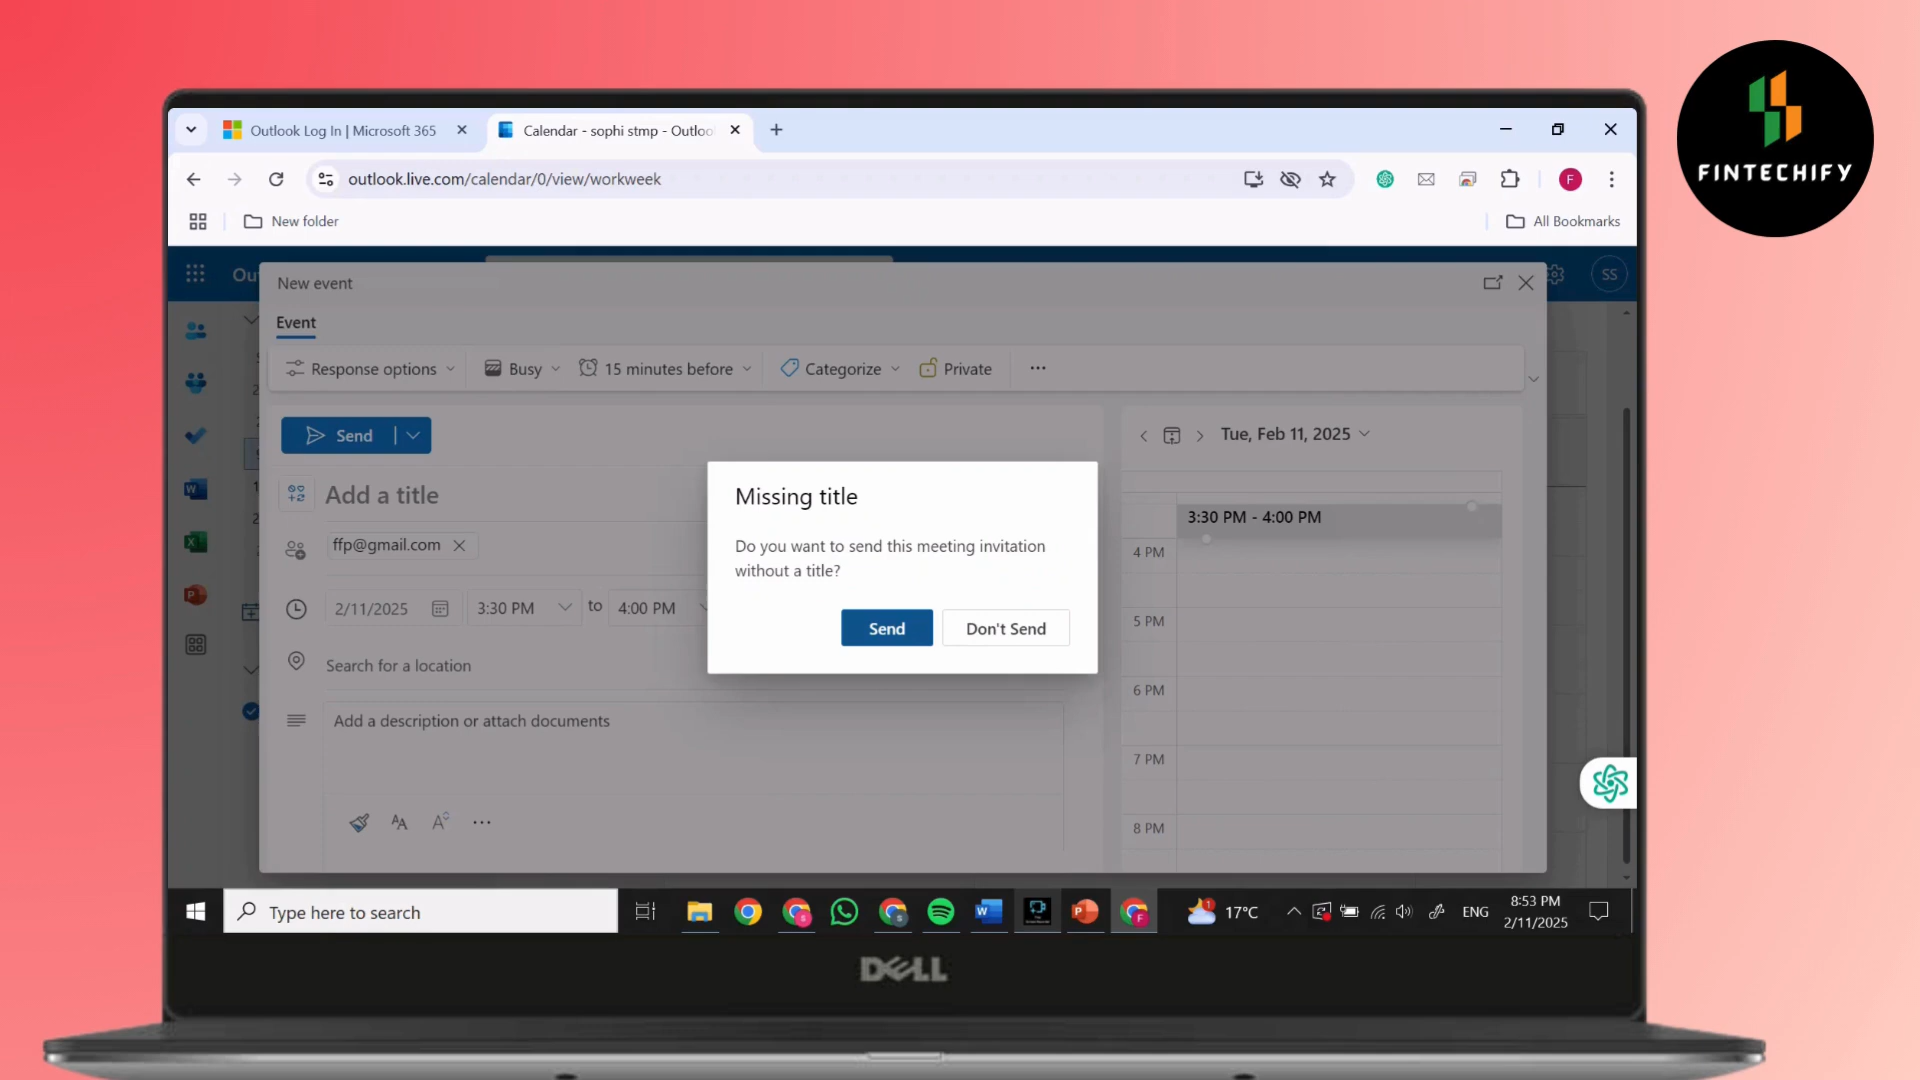 FINTECHIFY
Outlook Log In | Microsoft 365
Calendar - sophi stmp - Outloo
outlook.live.com/calendar/0/view/workweek
F
New folder
All Bookmarks
Ou
SS
New event
Event
Response options
Busy
15 minutes before
Categorize
Private
Send
Tue, Feb 11, 2025
Add a title
Missing title
Do you want to send this meeting invitation
without a title?
Send
Don't Send
ffp@gmail.com
2/11/2025
3:30 PM
to
4:00 PM
Search for a location
Add a description or attach documents
3:30 PM - 4:00 PM
4 PM
5 PM
6 PM
7 PM
8 PM
Type here to search
17°C
ENG
8:53 PM
2/11/2025
DELL